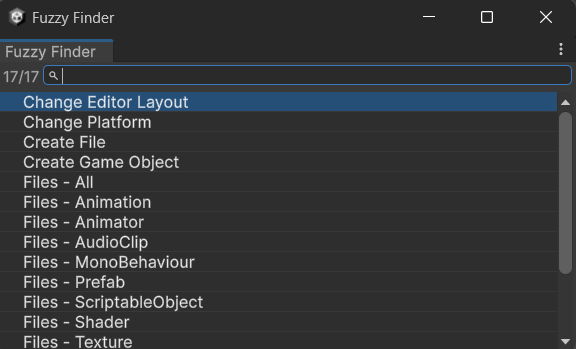 Fuzzy Finder
Fuzzy Finder
17/17
Change Editor Layout
Change Platform
Create File
Create Game Object
Files - All
Files - Animation
Files - Animator
Files - AudioClip
Files - MonoBehaviour
Files - Prefab
Files - ScriptableObject
Files - Shader
Files - Texture